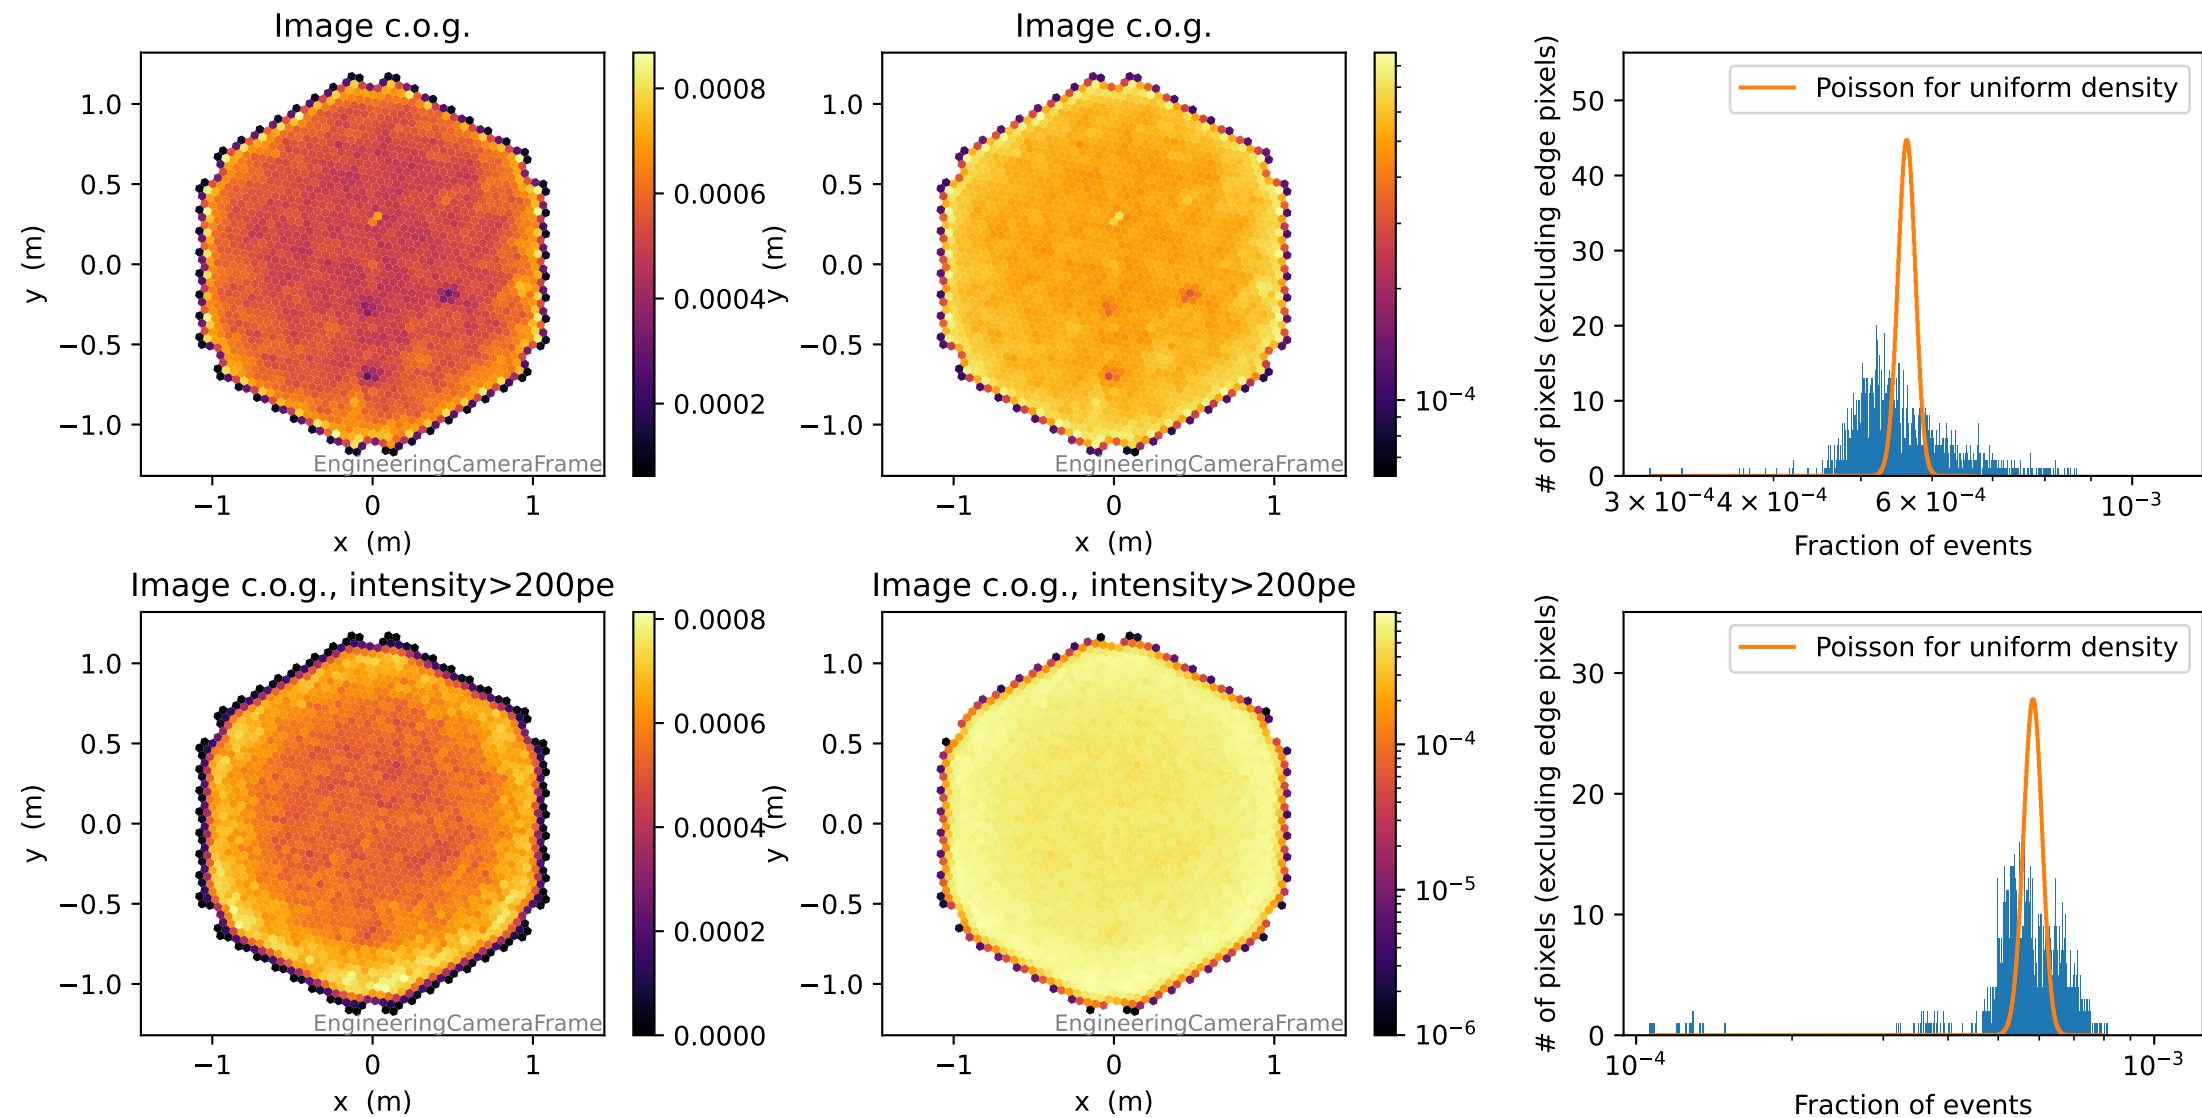 Image c.o.g.
1.0
0.5
0.0
−0.5
−1.0
y (m)
−1
0
1
x (m)
EngineeringCameraFrame
0.0008
0.0006
0.0004
0.0002
Image c.o.g.
1.0
0.5
0.0
−0.5
−1.0
y (m)
−1
0
1
x (m)
EngineeringCameraFrame
10⁻⁴
# of pixels (excluding edge pixels)
50
40
30
20
10
0
Poisson for uniform density
3 × 10⁻⁴
4 × 10⁻⁴
6 × 10⁻⁴
10⁻³
Fraction of events
Image c.o.g., intensity>200pe
1.0
0.5
0.0
−0.5
−1.0
y (m)
−1
0
1
x (m)
EngineeringCameraFrame
0.0008
0.0006
0.0004
0.0002
0.0000
Image c.o.g., intensity>200pe
1.0
0.5
0.0
−0.5
−1.0
y (m)
−1
0
1
x (m)
EngineeringCameraFrame
10⁻⁴
10⁻⁵
10⁻⁶
# of pixels (excluding edge pixels)
30
20
10
0
Poisson for uniform density
10⁻⁴
10⁻³
Fraction of events